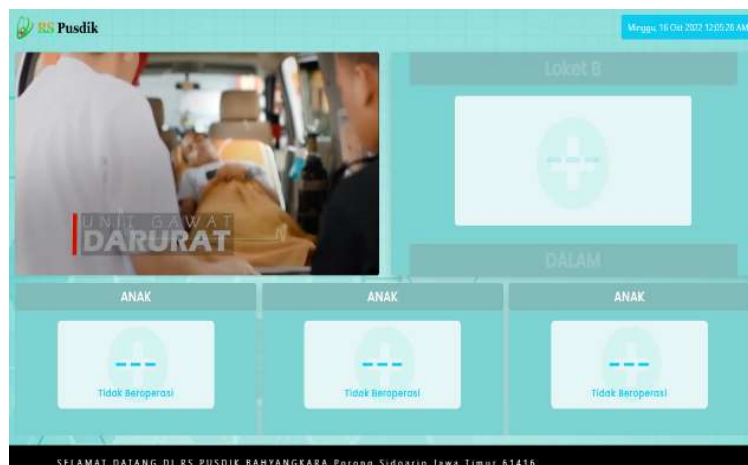 RS Pusdik
Minggu, 16 Okt 2022 12:05:26 AM
UNIT GAWAT
DARURAT
Loket B
---
DALAM
ANAK
---
Tidak Beroperasi
ANAK
---
Tidak Beroperasi
ANAK
---
Tidak Beroperasi
SELAMAT DATANG DI RS PUSDIK BAHYANGKARA Porong Sidoarjo Jawa Timur 61416